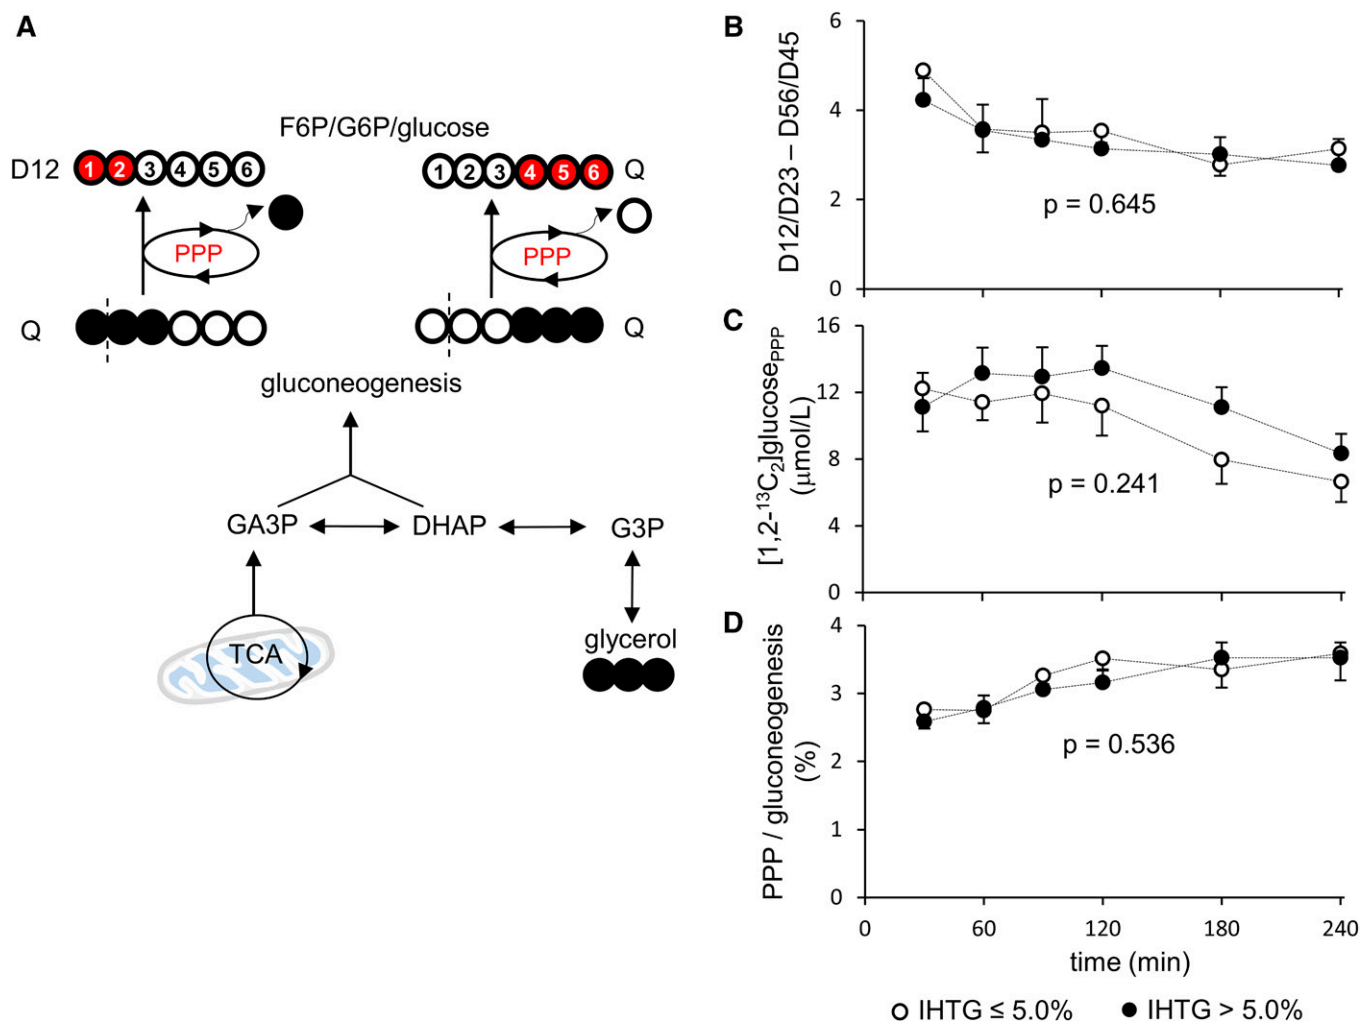 A
F6P/G6P/glucose
D12 1 2 3 4 5 6
1 2 3 4 5 6 Q
PPP
PPP
Q
Q
gluconeogenesis
GA3P
DHAP
G3P
TCA
glycerol
B
D12/D23 – D56/D45
6
4
2
0
p = 0.645
C
[1,2-¹³C₂]glucosePPP
(μmol/L)
16
12
8
4
0
p = 0.241
D
PPP / gluconeogenesis
(%)
4
3
2
1
0
p = 0.536
0 60 120 180 240
time (min)
IHTG ≤ 5.0% IHTG > 5.0%